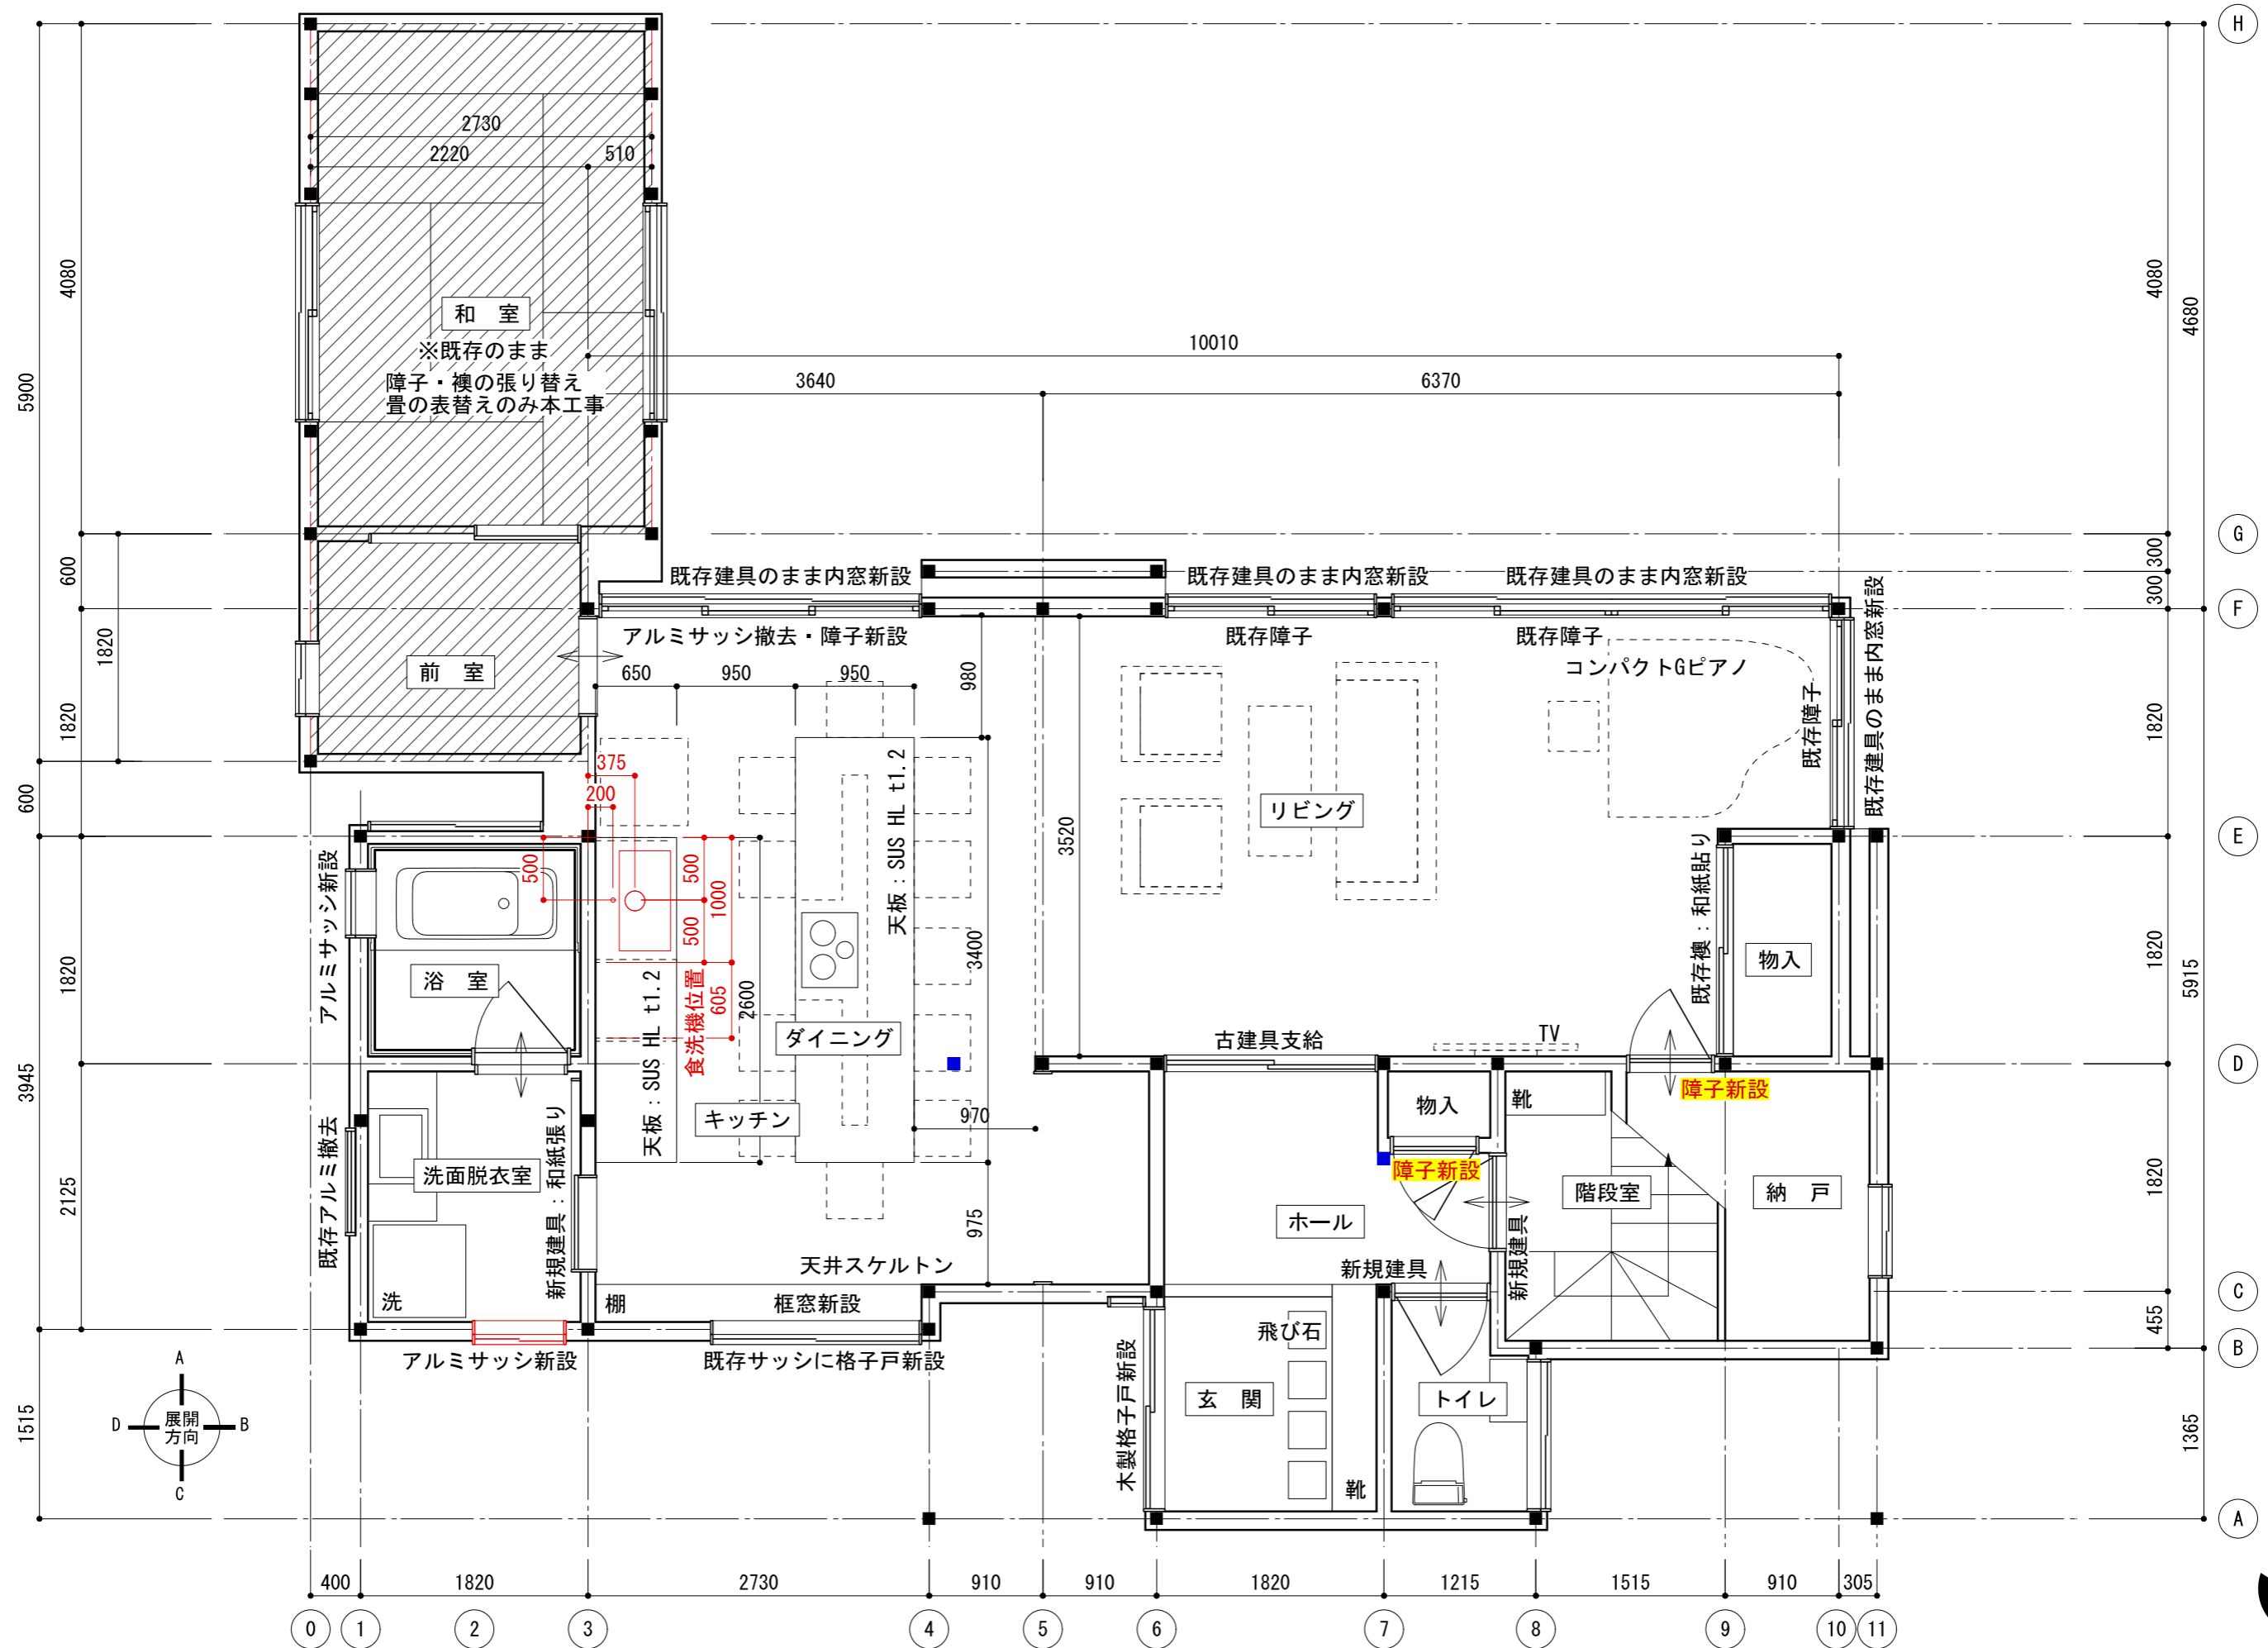 H
2730
2220
510
4080
4080
4680
和　室
※既存のまま
障子・襖の張り替え
畳の表替えのみ本工事
10010
3640
6370
5900
G
600
300
300
既存建具のまま内窓新設
既存建具のまま内窓新設
既存建具のまま内窓新設
既存建具のまま内窓新設
F
アルミサッシ撤去・障子新設
既存障子
既存障子
既存障子
コンパクトGピアノ
1820
1820
1820
前　室
650
950
950
980
375
200
天板：SUS HL t1.2
リビング
3520
600
E
アルミサッシ新設
500
500
1000
500
605
食洗機位置
天板：SUS HL t1.2
2600
3400
浴　室
ダイニング
既存襖：和紙貼り
物入
1820
1820
5915
古建具支給
TV
D
障子新設
3945
2125
既存アルミ撤去
洗面脱衣室
新規建具：和紙張り
キッチン
970
物入
靴
障子新設
階段室
納　戸
1820
ホール
975
新規建具
新規建具
天井スケルトン
洗
棚
框窓新設
C
455
飛び石
アルミサッシ新設
既存サッシに格子戸新設
B
木製格子戸新設
玄　関
トイレ
靴
1515
1365
A
D
展開
方向
B
C
A
400
1820
2730
910
910
1820
1215
1515
910
305
0
1
2
3
4
5
6
7
8
9
10
11